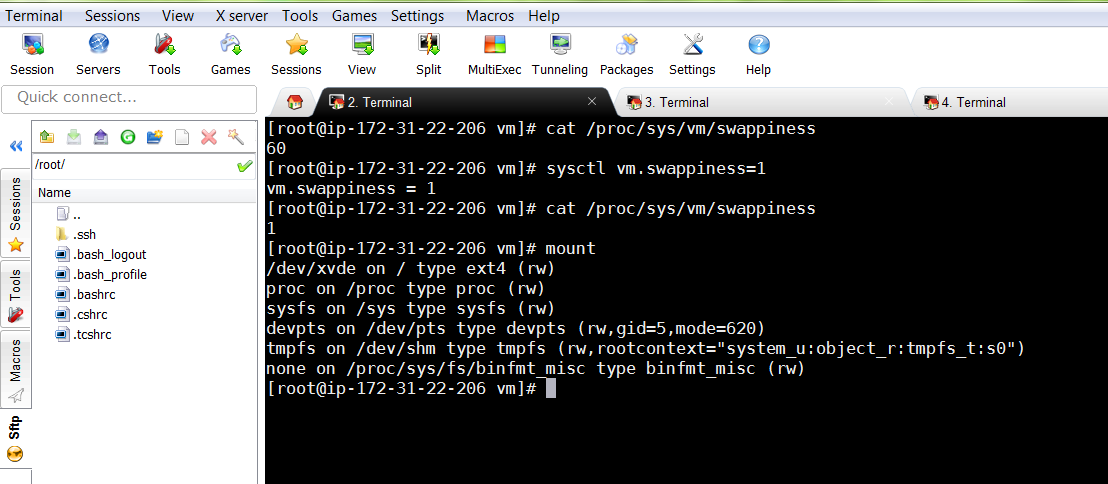 Terminal Sessions View X server Tools Games Settings Macros Help
Session Servers Tools Games Sessions View Split MultiExec Tunneling Packages Settings Help
Quick connect...
2. Terminal
3. Terminal
4. Terminal
/root/
Name
..
.ssh
.bash_logout
.bash_profile
.bashrc
.cshrc
.tcshrc
Sessions
Tools
Macros
Sftp
[root@ip-172-31-22-206 vm]# cat /proc/sys/vm/swappiness
60
[root@ip-172-31-22-206 vm]# sysctl vm.swappiness=1
vm.swappiness = 1
[root@ip-172-31-22-206 vm]# cat /proc/sys/vm/swappiness
1
[root@ip-172-31-22-206 vm]# mount
/dev/xvde on / type ext4 (rw)
proc on /proc type proc (rw)
sysfs on /sys type sysfs (rw)
devpts on /dev/pts type devpts (rw,gid=5,mode=620)
tmpfs on /dev/shm type tmpfs (rw,rootcontext="system_u:object_r:tmpfs_t:s0")
none on /proc/sys/fs/binfmt_misc type binfmt_misc (rw)
[root@ip-172-31-22-206 vm]#